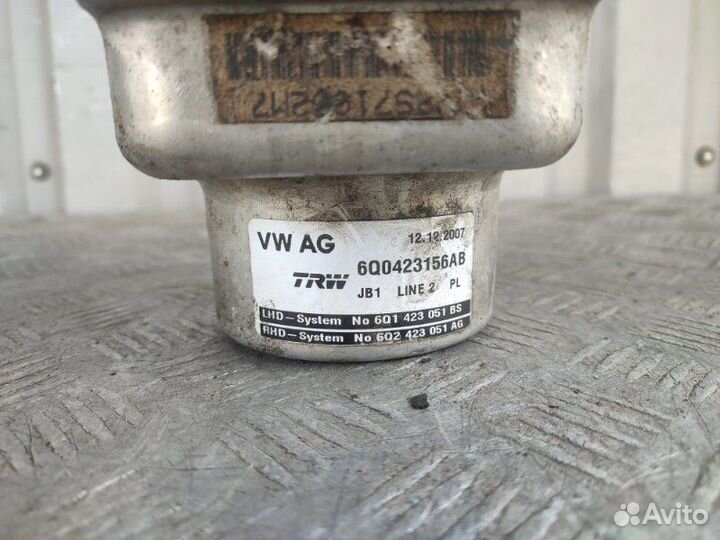 VW AG 12.12.2007
TRW 6Q0423156AB
JB1 LINE 2 PL
LHD-System No 6Q1 423 051 BS
RHD-System No 6Q2 423 051 AG
Avito